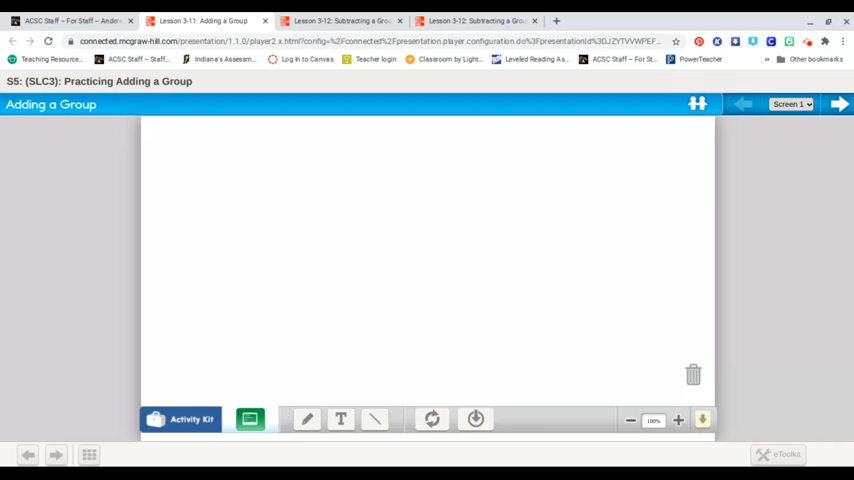 ACSC Staff – For Staff – Anders
Lesson 3-11: Adding a Group
Lesson 3-12: Subtracting a Grou
Lesson 3-12: Subtracting a Grou
connected.mcgraw-hill.com/presentation/1.1.0/player2.x.html?config=%2Fconnected%2Fpresentation.player.configuration.do%3FpresentationId%3DJZYTVVWPEF...
Teaching Resource...
ACSC Staff – Staff...
Indiana's Assessm...
Log In to Canvas
Teacher login
Classroom by Light...
Leveled Reading As...
ACSC Staff – For St...
PowerTeacher
Other bookmarks
S5: (SLC3): Practicing Adding a Group
Adding a Group
Screen 1
Activity Kit
T
100%
eToolkit